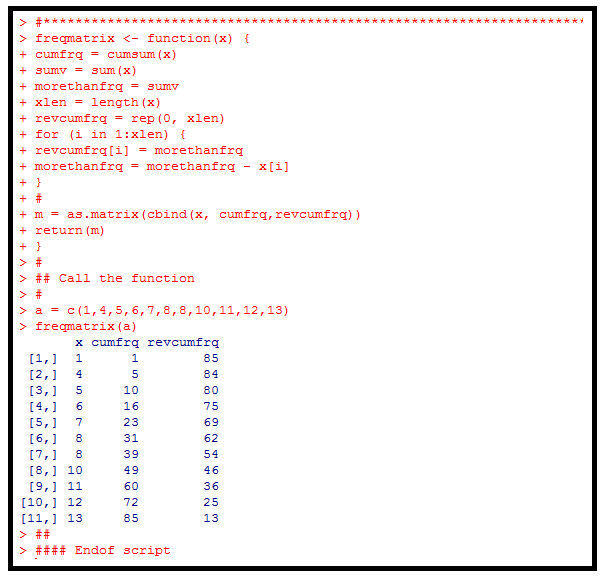 > #*********************************************************************
> freqmatrix <- function(x) {
+ cumfrq = cumsum(x)
+ sumv = sum(x)
+ morethanfrq = sumv
+ xlen = length(x)
+ revcumfrq = rep(0, xlen)
+ for (i in 1:xlen) {
+ revcumfrq[i] = morethanfrq
+ morethanfrq = morethanfrq - x[i]
+ }
+ #
+ m = as.matrix(cbind(x, cumfrq,revcumfrq))
+ return(m)
+ }
> #
> ## Call the function
> #
> a = c(1,4,5,6,7,8,8,10,11,12,13)
> freqmatrix(a)
x cumfrq revcumfrq
[1,] 1 1 85
[2,] 4 5 84
[3,] 5 10 80
[4,] 6 16 75
[5,] 7 23 69
[6,] 8 31 62
[7,] 8 39 54
[8,] 10 49 46
[9,] 11 60 36
[10,] 12 72 25
[11,] 13 85 13
> ##
> #### Endof script